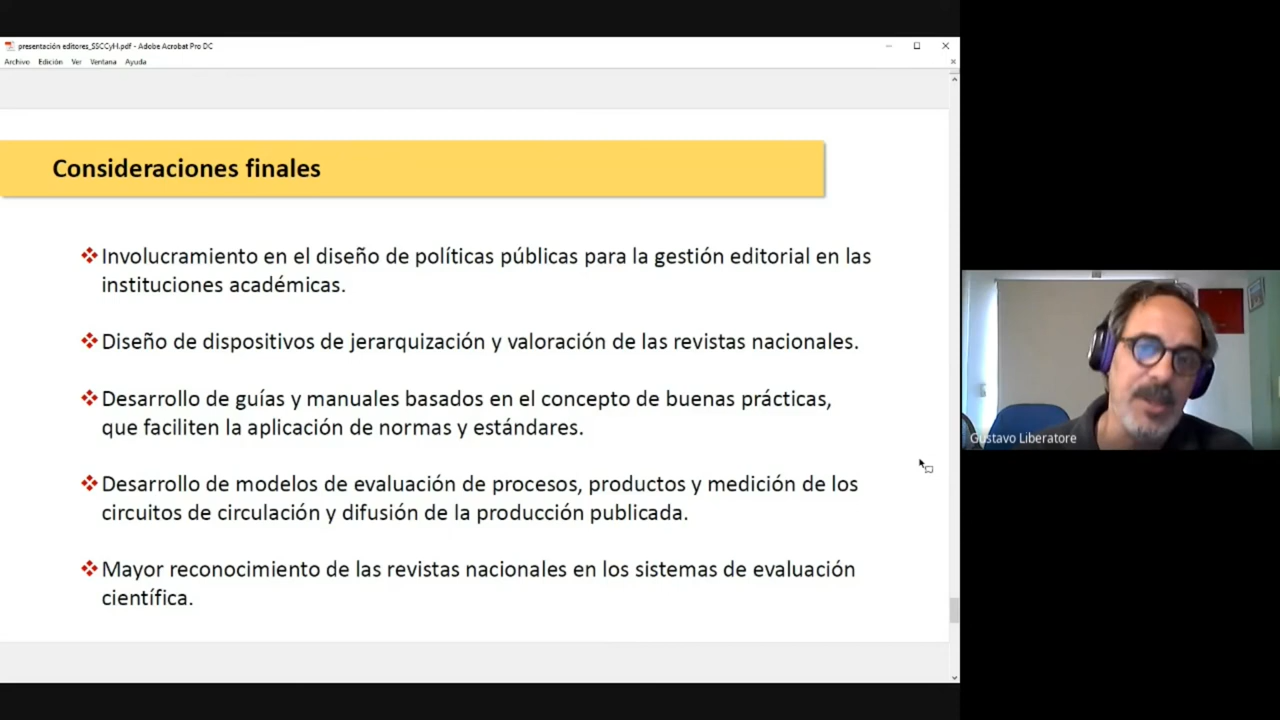 presentación editores_SSCCyH.pdf - Adobe Acrobat Pro DC
Archivo Edición Ver Ventana Ayuda
Consideraciones finales
Involucramiento en el diseño de políticas públicas para la gestión editorial en las
instituciones académicas.
Diseño de dispositivos de jerarquización y valoración de las revistas nacionales.
Desarrollo de guías y manuales basados en el concepto de buenas prácticas,
que faciliten la aplicación de normas y estándares.
Desarrollo de modelos de evaluación de procesos, productos y medición de los
circuitos de circulación y difusión de la producción publicada.
Mayor reconocimiento de las revistas nacionales en los sistemas de evaluación
científica.
Gustavo Liberatore